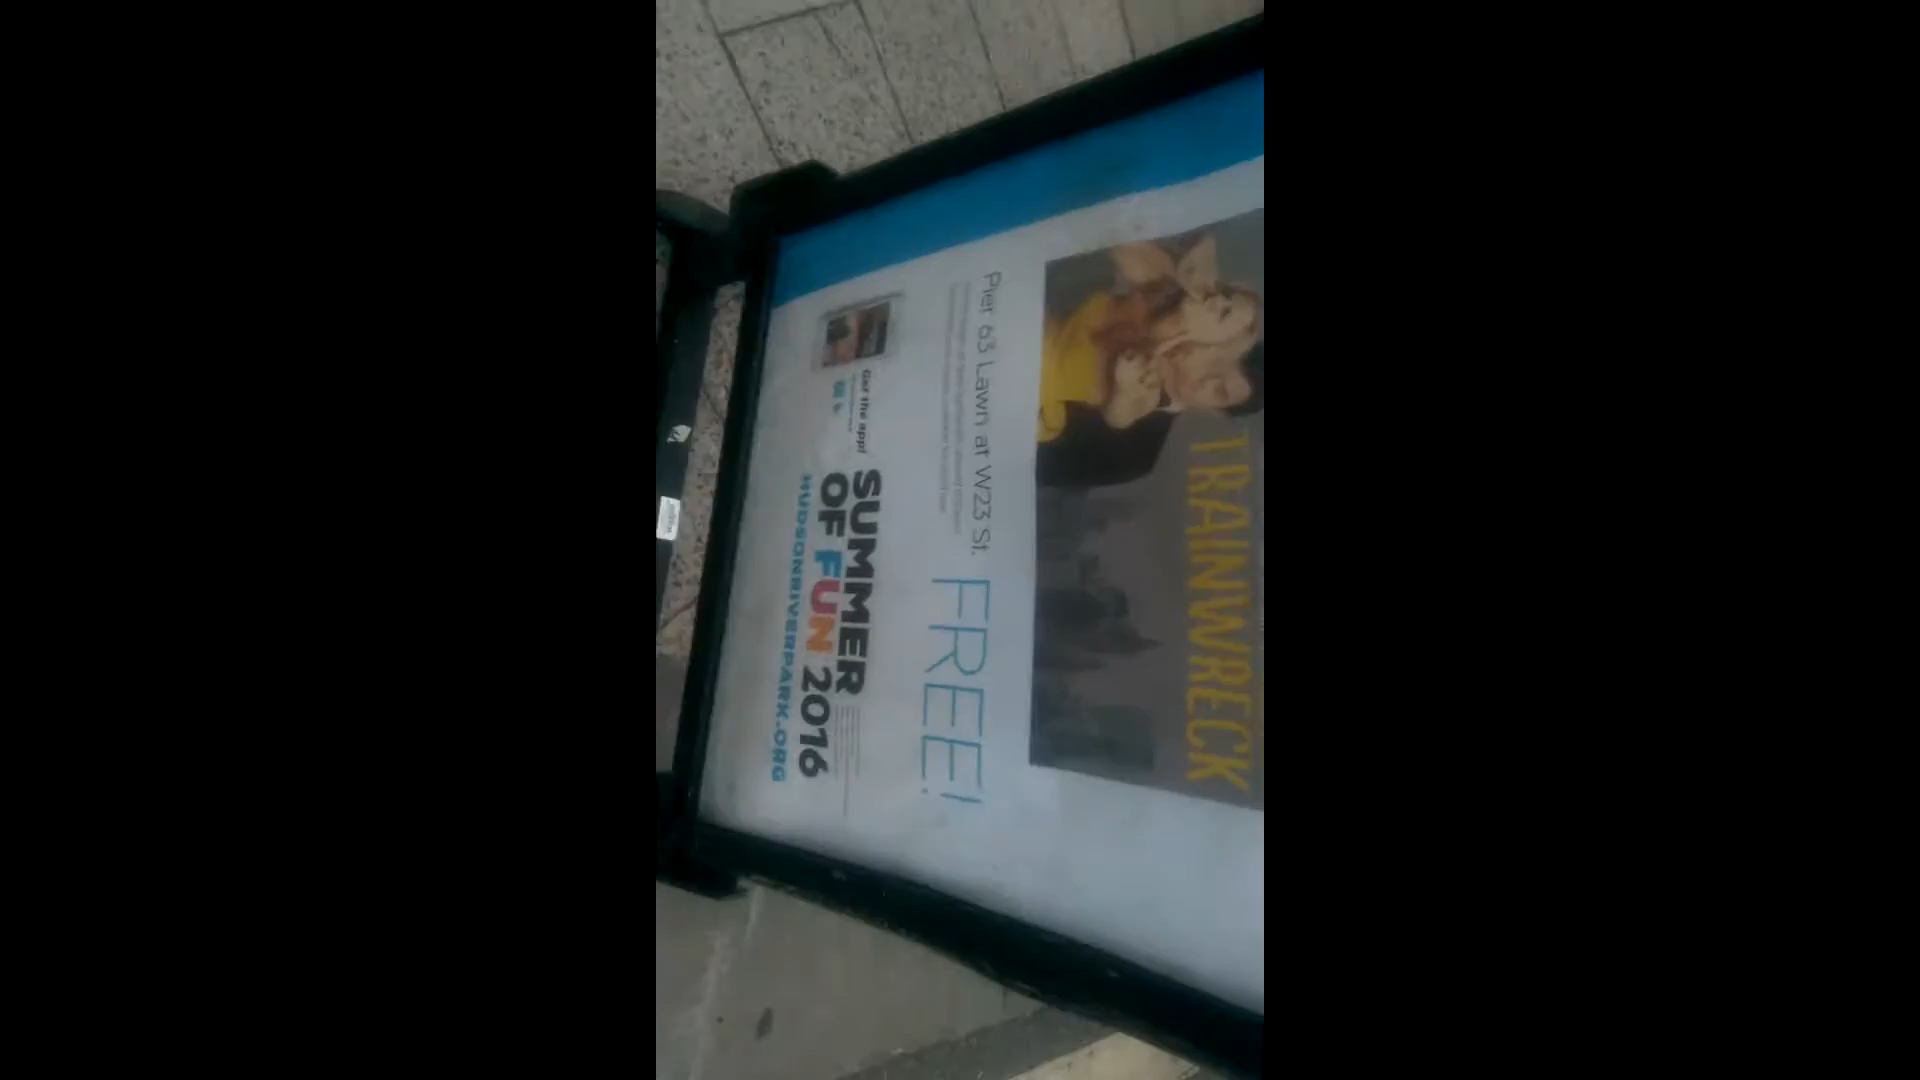 TRAINWRECK
Pier 63 Lawn at W23 St.
FREE!
Get the app!
SUMMER
OF FUN 2016
HUDSONRIVERPARK.ORG